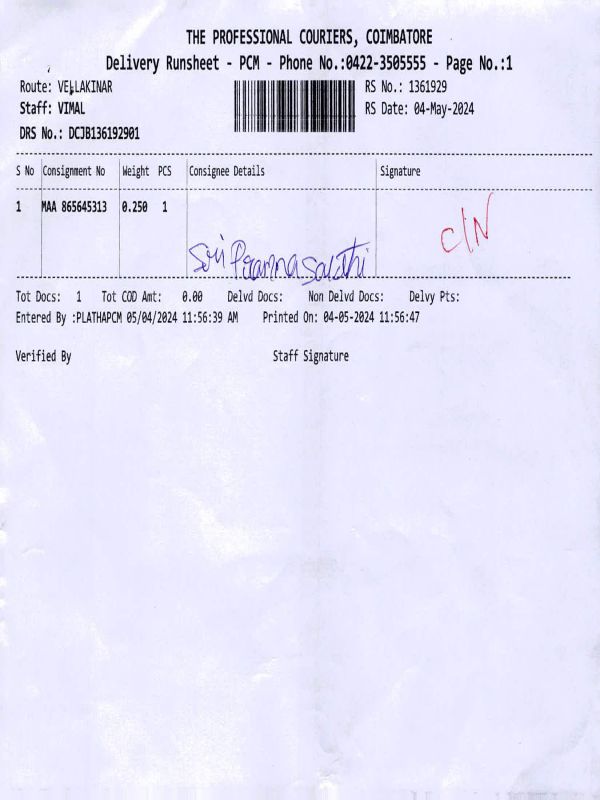 THE PROFESSIONAL COURIERS, COIMBATORE
Delivery Runsheet - PCM - Phone No.:0422-3505555 - Page No.:1
Route: VELLAKINAR
RS No.: 1361929
Staff: VIMAL
RS Date: 04-May-2024
DRS No.: DCJB136192901
S No Consignment No Weight PCS Consignee Details Signature
1 MAA 865645313 0.250 1
C/N
Sri
Tot Docs: 1 Tot COD Amt: 0.00 Delvd Docs: Non Delvd Docs: Delvy Pts:
Entered By :PLATHAPCM 05/04/2024 11:56:39 AM Printed On: 04-05-2024 11:56:47
Verified By Staff Signature